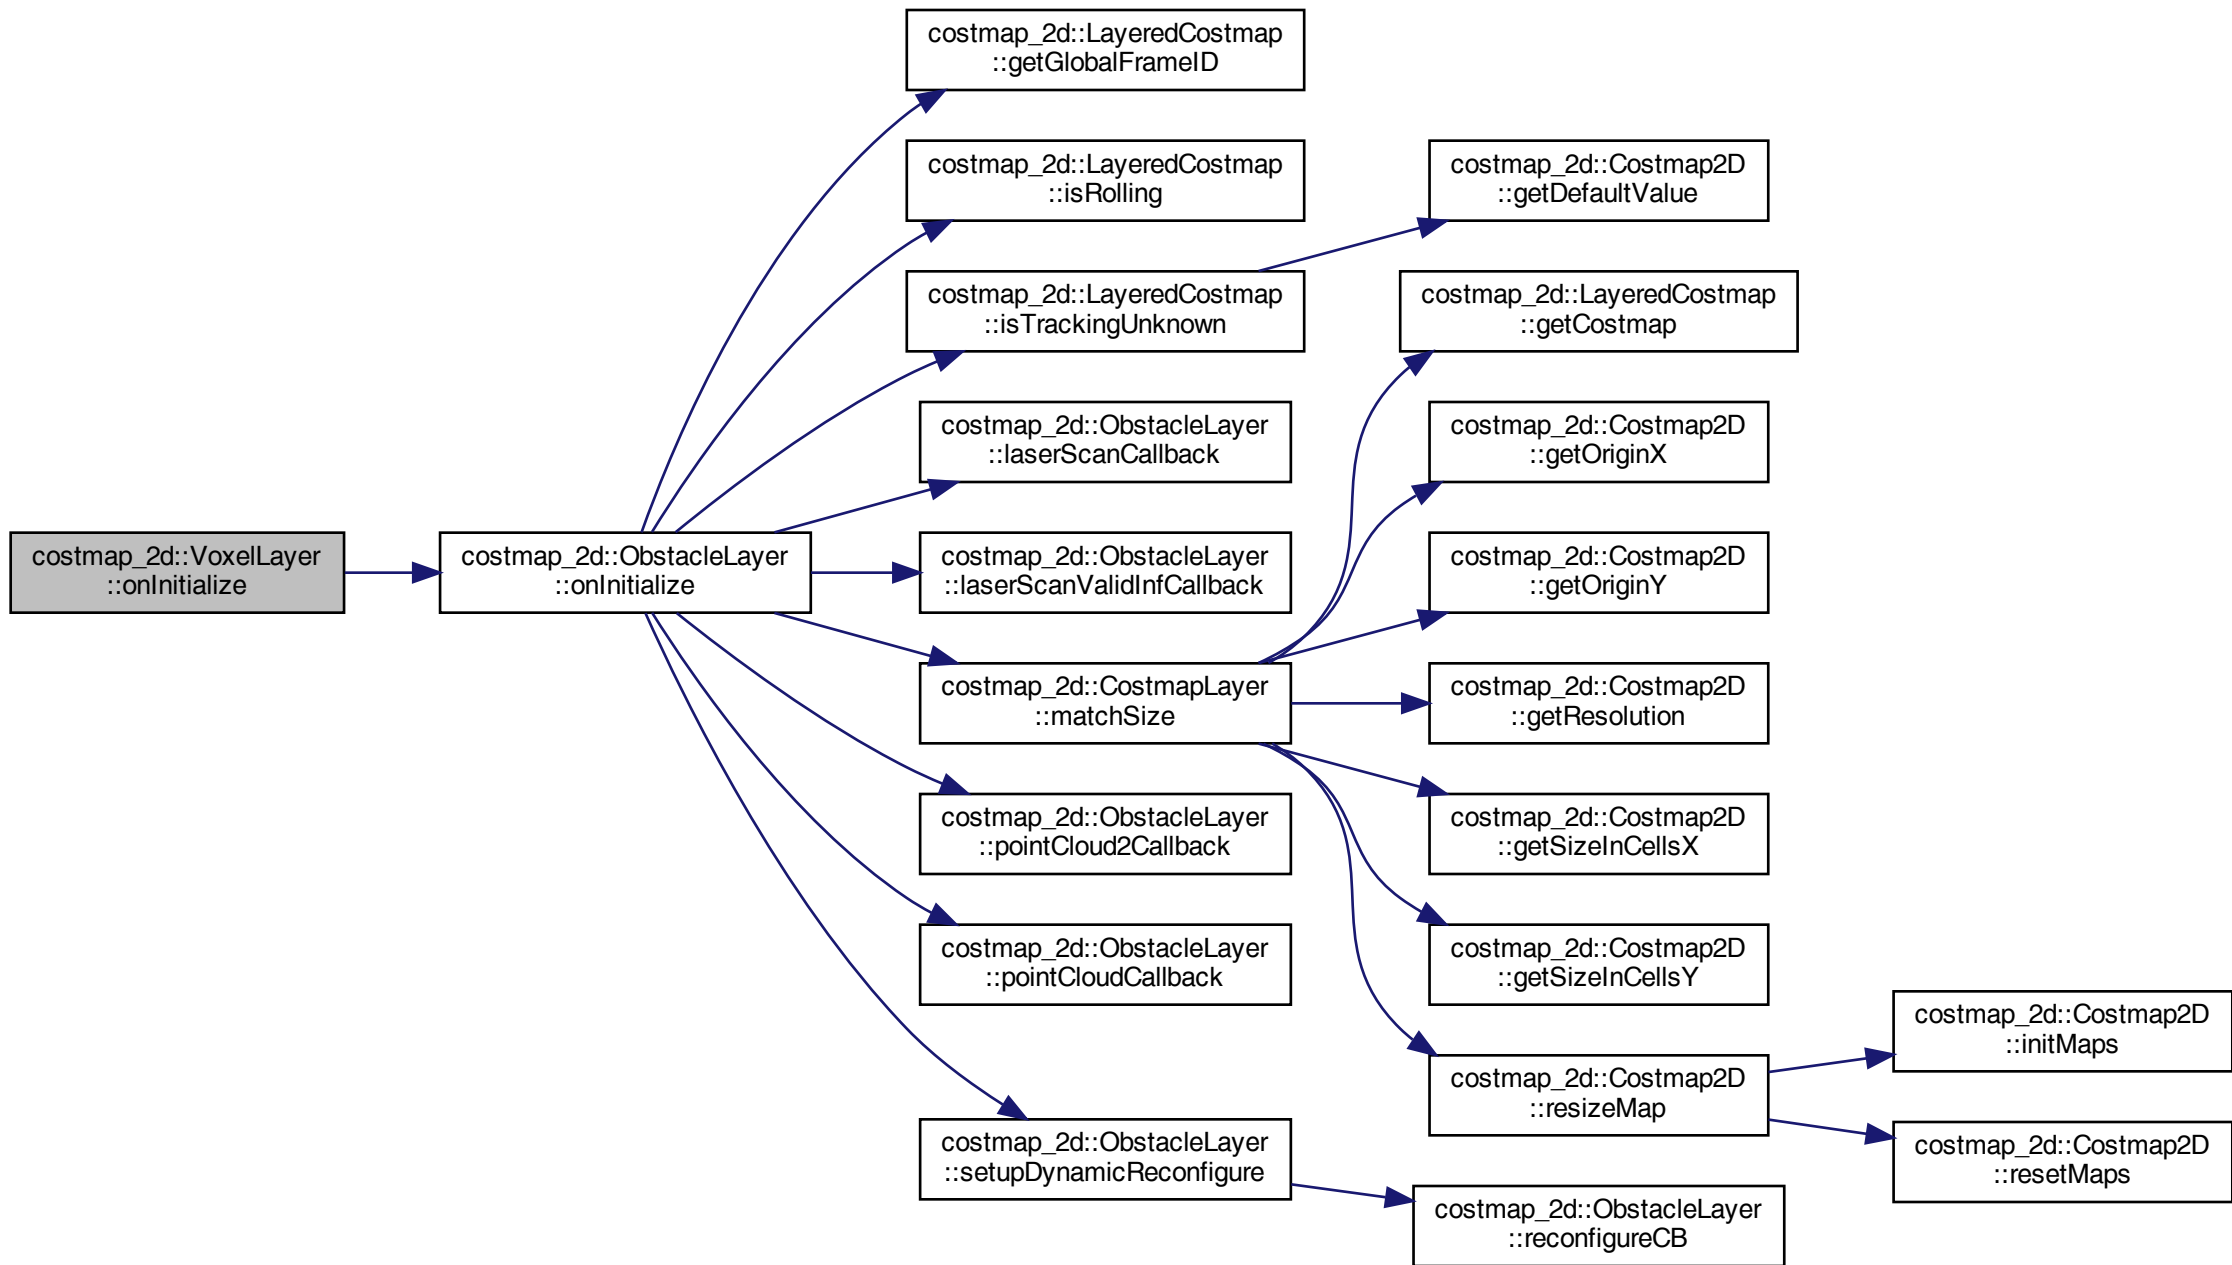 costmap_2d::VoxelLayer
::onInitialize
costmap_2d::ObstacleLayer
::onInitialize
costmap_2d::LayeredCostmap
::getGlobalFrameID
costmap_2d::LayeredCostmap
::isRolling
costmap_2d::LayeredCostmap
::isTrackingUnknown
costmap_2d::ObstacleLayer
::laserScanCallback
costmap_2d::ObstacleLayer
::laserScanValidInfCallback
costmap_2d::CostmapLayer
::matchSize
costmap_2d::ObstacleLayer
::pointCloud2Callback
costmap_2d::ObstacleLayer
::pointCloudCallback
costmap_2d::ObstacleLayer
::setupDynamicReconfigure
costmap_2d::Costmap2D
::getDefaultValue
costmap_2d::LayeredCostmap
::getCostmap
costmap_2d::Costmap2D
::getOriginX
costmap_2d::Costmap2D
::getOriginY
costmap_2d::Costmap2D
::getResolution
costmap_2d::Costmap2D
::getSizeInCellsX
costmap_2d::Costmap2D
::getSizeInCellsY
costmap_2d::Costmap2D
::resizeMap
costmap_2d::ObstacleLayer
::reconfigureCB
costmap_2d::Costmap2D
::initMaps
costmap_2d::Costmap2D
::resetMaps